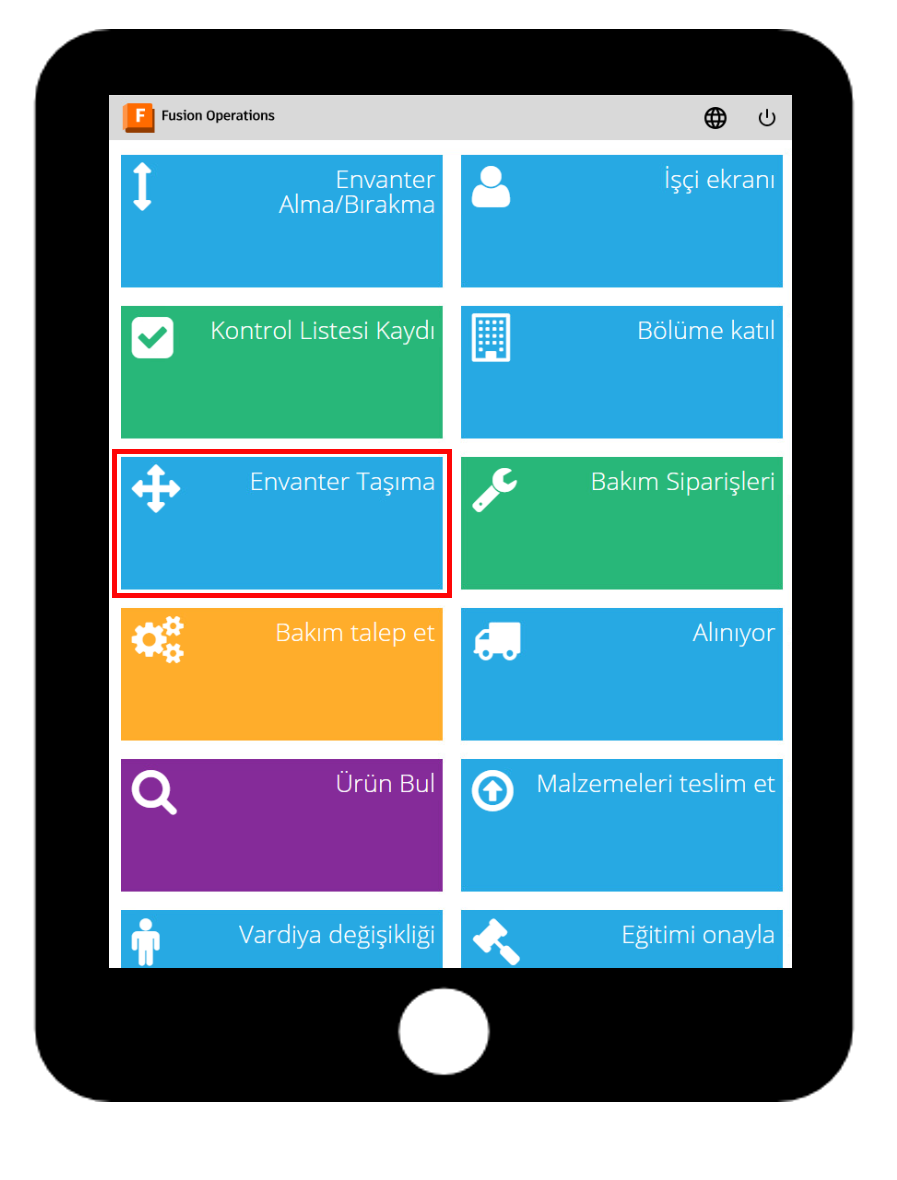 F Fusion Operations
Envanter
Alma/Bırakma
İşçi ekranı
Kontrol Listesi Kaydı
Bölüme katıl
Envanter Taşıma
Bakım Siparişleri
Bakım talep et
Alınıyor
Ürün Bul
Malzemeleri teslim et
Vardiya değişikliği
Eğitimi onayla